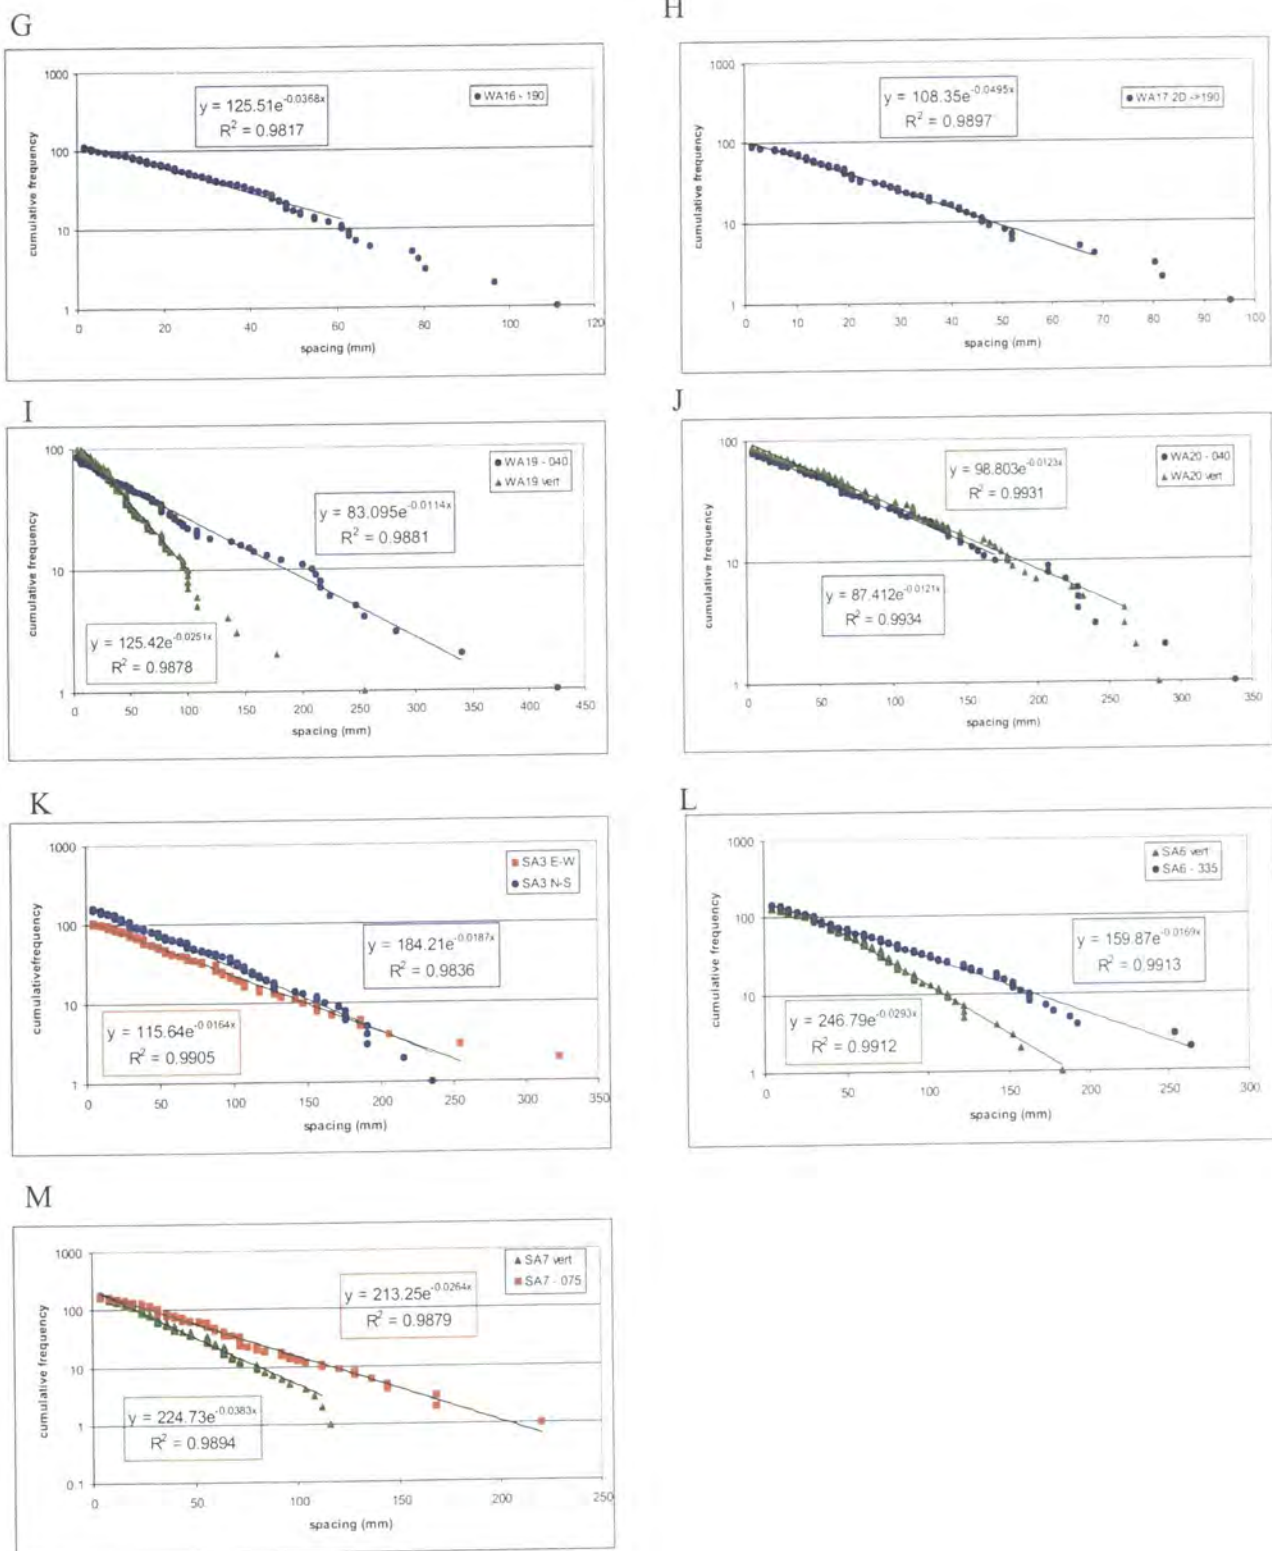 G
y = 125.51e^-0.0368x
R² = 0.9817
WA16 - 190
cumulative frequency
1000
100
10
1
0 20 40 60 80 100 120
spacing (mm)
H
y = 108.35e^-0.0495x
R² = 0.9897
WA17 2D ->190
cumulative frequency
1000
100
10
1
0 10 20 30 40 50 60 70 80 90 100
spacing (mm)
I
WA19 - 040
WA19 vert
y = 83.095e^-0.0114x
R² = 0.9881
y = 125.42e^-0.0251x
R² = 0.9878
cumulative frequency
100
10
1
0 50 100 150 200 250 300 350 400 450
spacing (mm)
J
WA20 - 040
WA20 vert
y = 98.803e^-0.0123x
R² = 0.9931
y = 87.412e^-0.0121x
R² = 0.9934
cumulative frequency
100
10
1
0 50 100 150 200 250 300 350
spacing (mm)
K
SA3 E-W
SA3 N-S
y = 184.21e^-0.0187x
R² = 0.9836
y = 115.64e^-0.0164x
R² = 0.9905
cumulativefrequency
1000
100
10
1
0 50 100 150 200 250 300 350
spacing (mm)
L
SA6 vert
SA6 - 335
y = 159.87e^-0.0169x
R² = 0.9913
y = 246.79e^-0.0293x
R² = 0.9912
cumulative frequency
1000
100
10
1
0 50 100 150 200 250 300
spacing (mm)
M
SA7 vert
SA7 - 075
y = 213.25e^-0.0264x
R² = 0.9879
y = 224.73e^-0.0383x
R² = 0.9894
cumulative frequency
1000
100
10
1
0.1
0 50 100 150 200 250
spacing (mm)